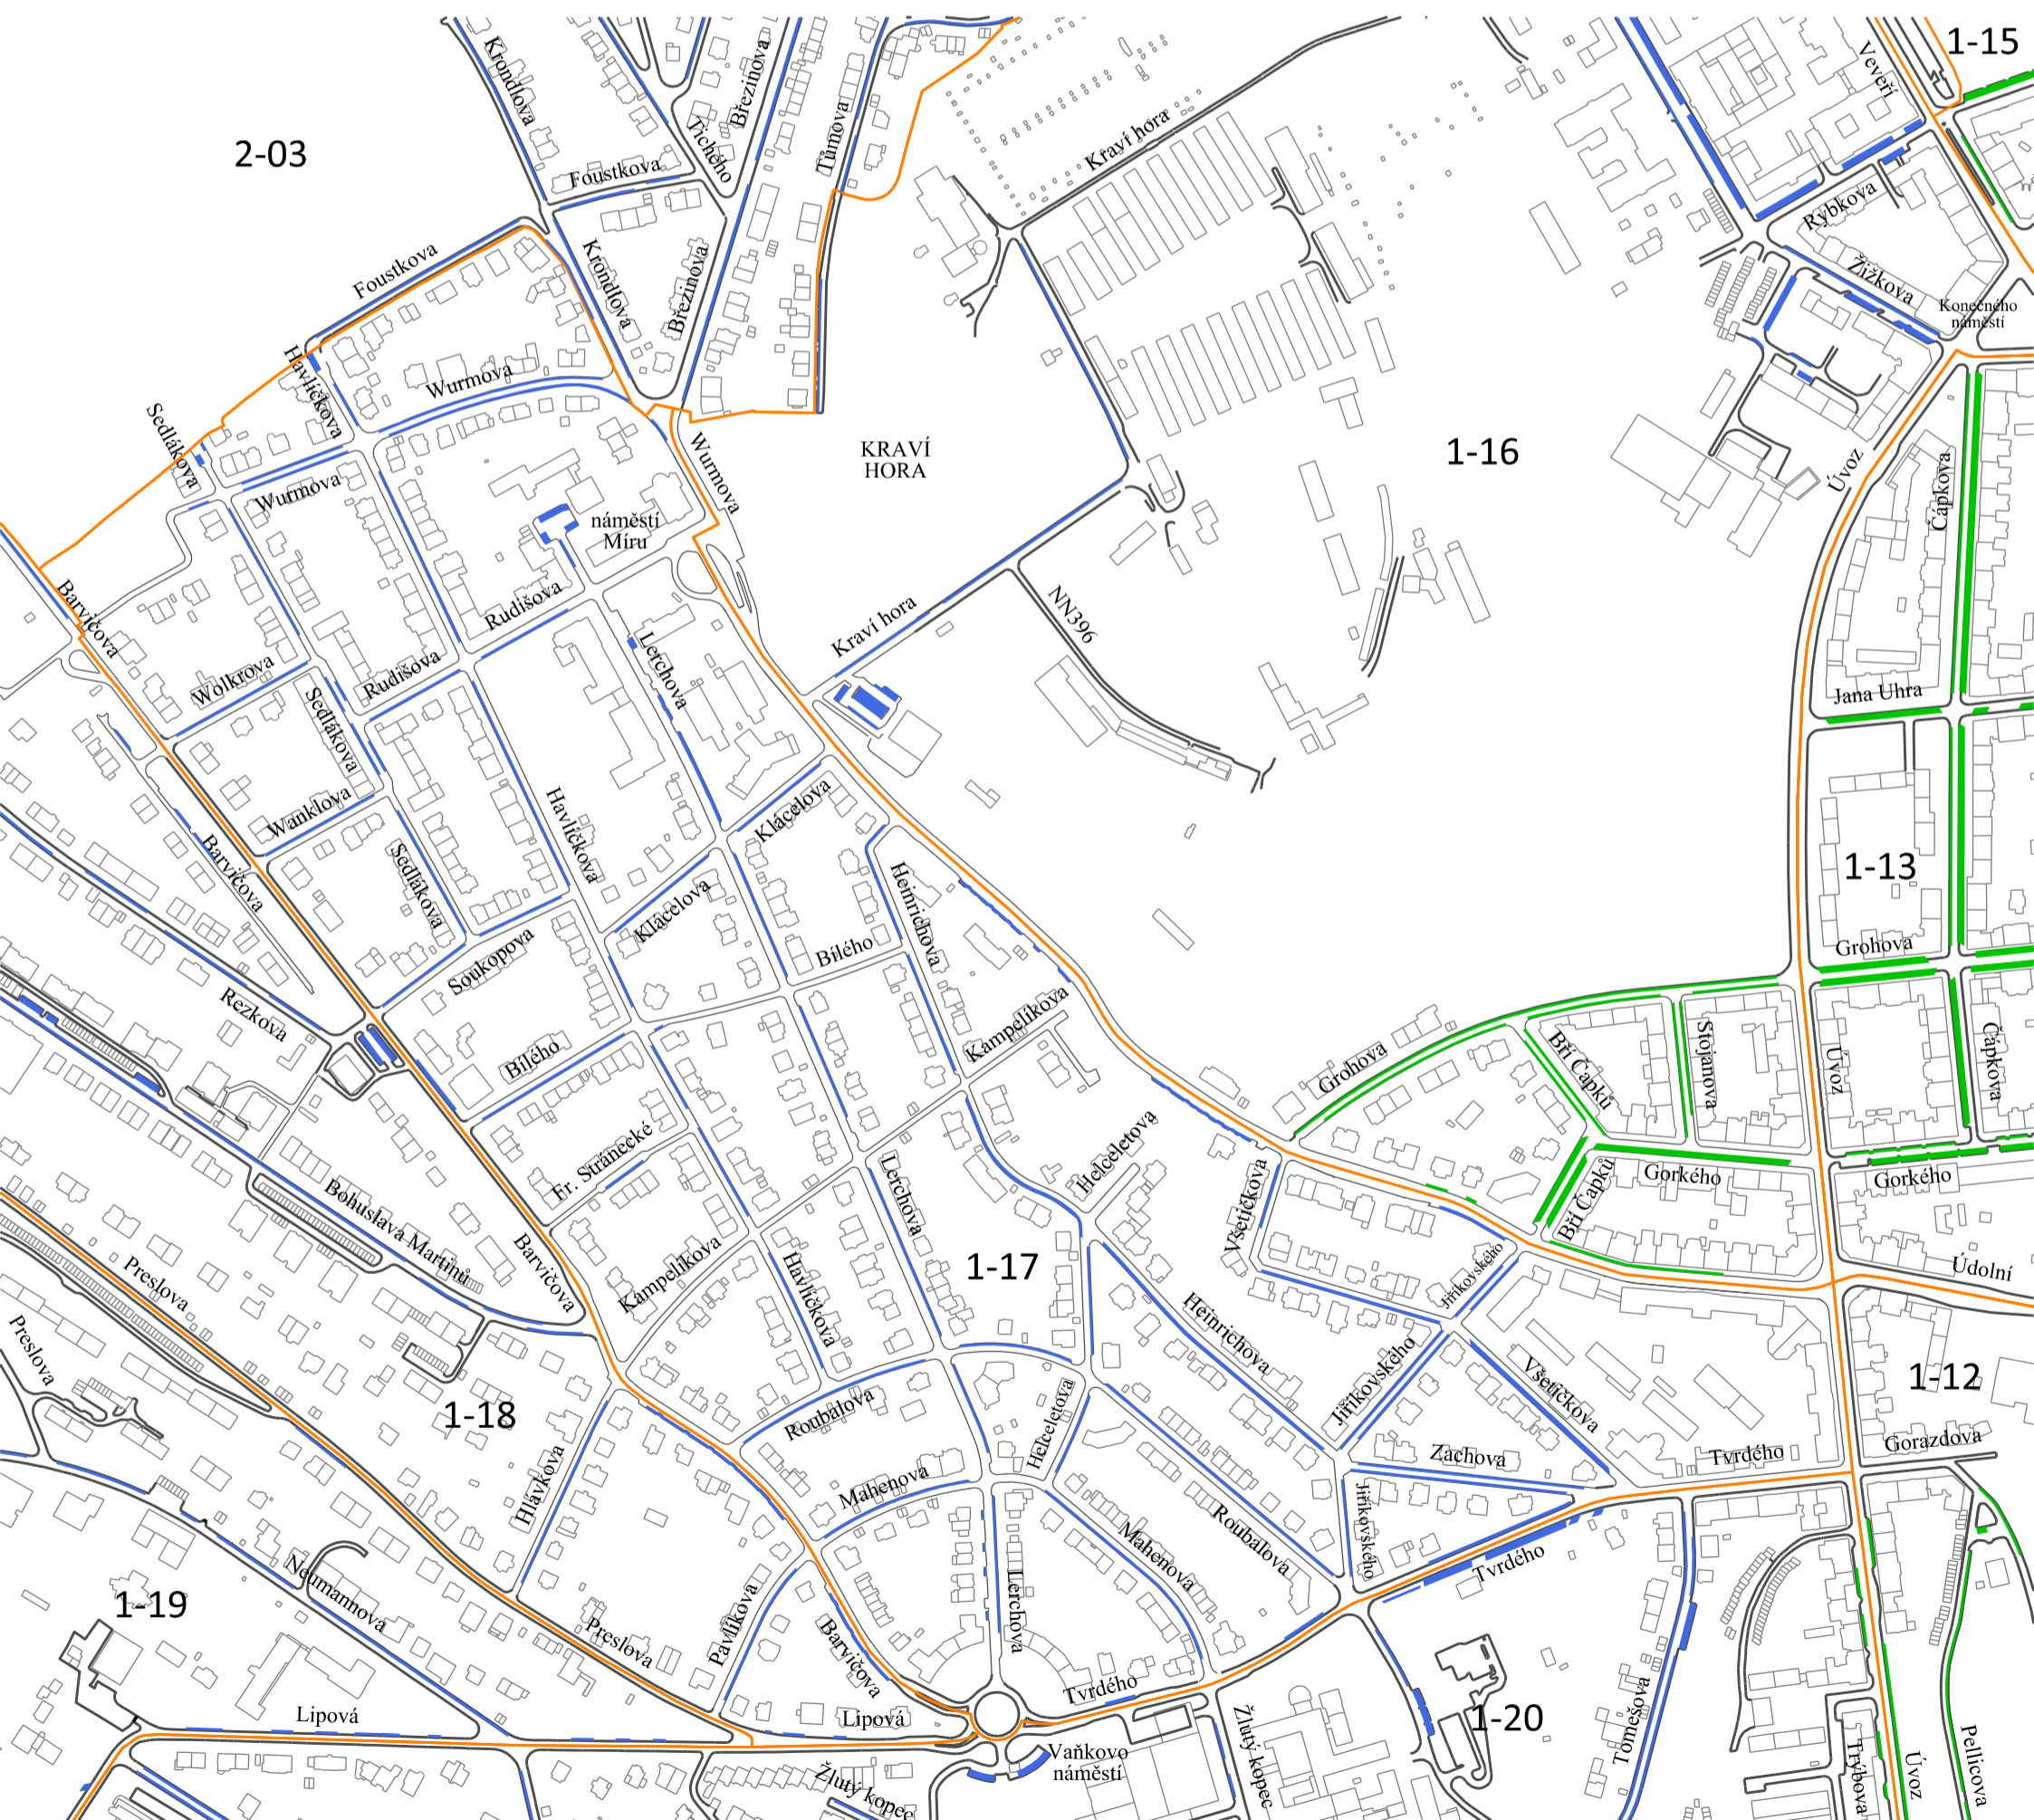 1-15
Veveří
Krondlova
Březinova
Tůmova
Tichého
Kraví hora
2-03
Foustkova
Rybkova
Foustkova
Krondlova
Březinova
Žižkova
Konečného
náměstí
Havlíčkova
Wurmova
Sedlákova
Wurmova
KRAVÍ
HORA
1-16
Úvoz
Čápkova
Wurmova
náměstí
Míru
Barvičova
Rudišova
Kraví hora
NN396
Lerchova
Wolkrova
Rudišova
Sedlákova
Jana Uhra
Wanklova
Havlíčkova
Klácelova
Barvičova
Sedlákova
Heinrichova
1-13
Klácelova
Bílého
Grohova
Soukopova
Rezkova
Kampelíkova
Bílého
Grohova
Bří Čapků
Stojanova
Úvoz
Čápkova
Fr. Stránecké
Helceletova
Lerchova
Všetičkova
Bří Čapků
Gorkého
Gorkého
Bohuslava Martinů
Barvičova
Kampelíkova
Havlíčkova
1-17
Jiříkovského
Údolní
Preslova
Preslova
Heinrichova
Jiříkovského
Všetičkova
1-12
1-18
Roubalova
Helceletova
Zachova
Tvrdého
Gorazdova
Hlávkova
Mahenova
Jiříkovského
Roubalova
Mahenova
Tvrdého
Neumannova
1-19
Lerchova
Preslova
Pavlíkova
Barvičova
Tvrdého
Lipová
Lipová
Žlutý kopec
1-20
Tomešova
Vaňkovo
náměstí
Žlutý kopec
Trýbova
Úvoz
Pellicova